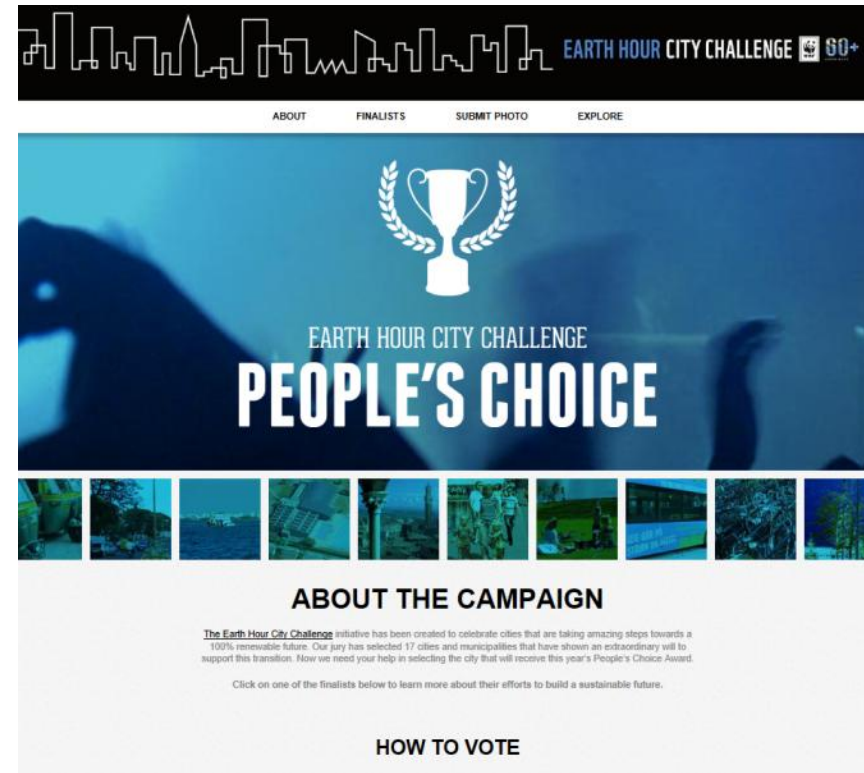 EARTH HOUR CITY CHALLENGE WWF 60+
ABOUT FINALISTS SUBMIT PHOTO EXPLORE
EARTH HOUR CITY CHALLENGE
PEOPLE'S CHOICE
ABOUT THE CAMPAIGN
The Earth Hour City Challenge initiative has been created to celebrate cities that are taking amazing steps towards a
100% renewable future. Our jury has selected 17 cities and municipalities that have shown an extraordinary will to
support this transition. Now we need your help in selecting the city that will receive this year's People's Choice Award.
Click on one of the finalists below to learn more about their efforts to build a sustainable future.
HOW TO VOTE